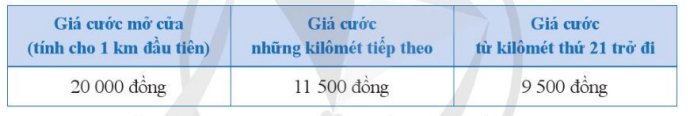 Giá cước mở cửa
(tính cho 1 km đầu tiên)
Giá cước
những kilômét tiếp theo
Giá cước
từ kilômét thứ 21 trở đi
20 000 đồng
11 500 đồng
9 500 đồng